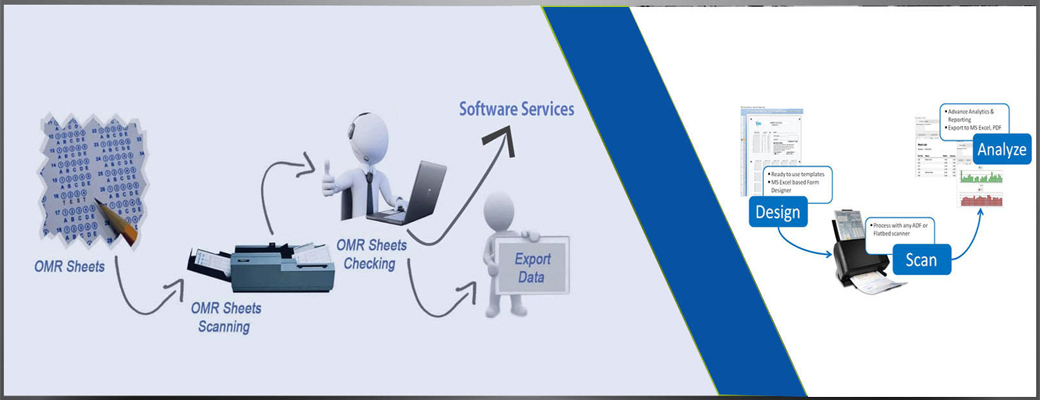 Software Services
OMR Sheets
OMR Sheets
Scanning
OMR Sheets
Checking
Export
Data
• Ready to use templates
• MS Excel based Form
Designer
Design
• Process with any ADF or
Flatbed scanner
Scan
• Advance Analytics &
Reporting
• Export to MS Excel, PDF
Analyze